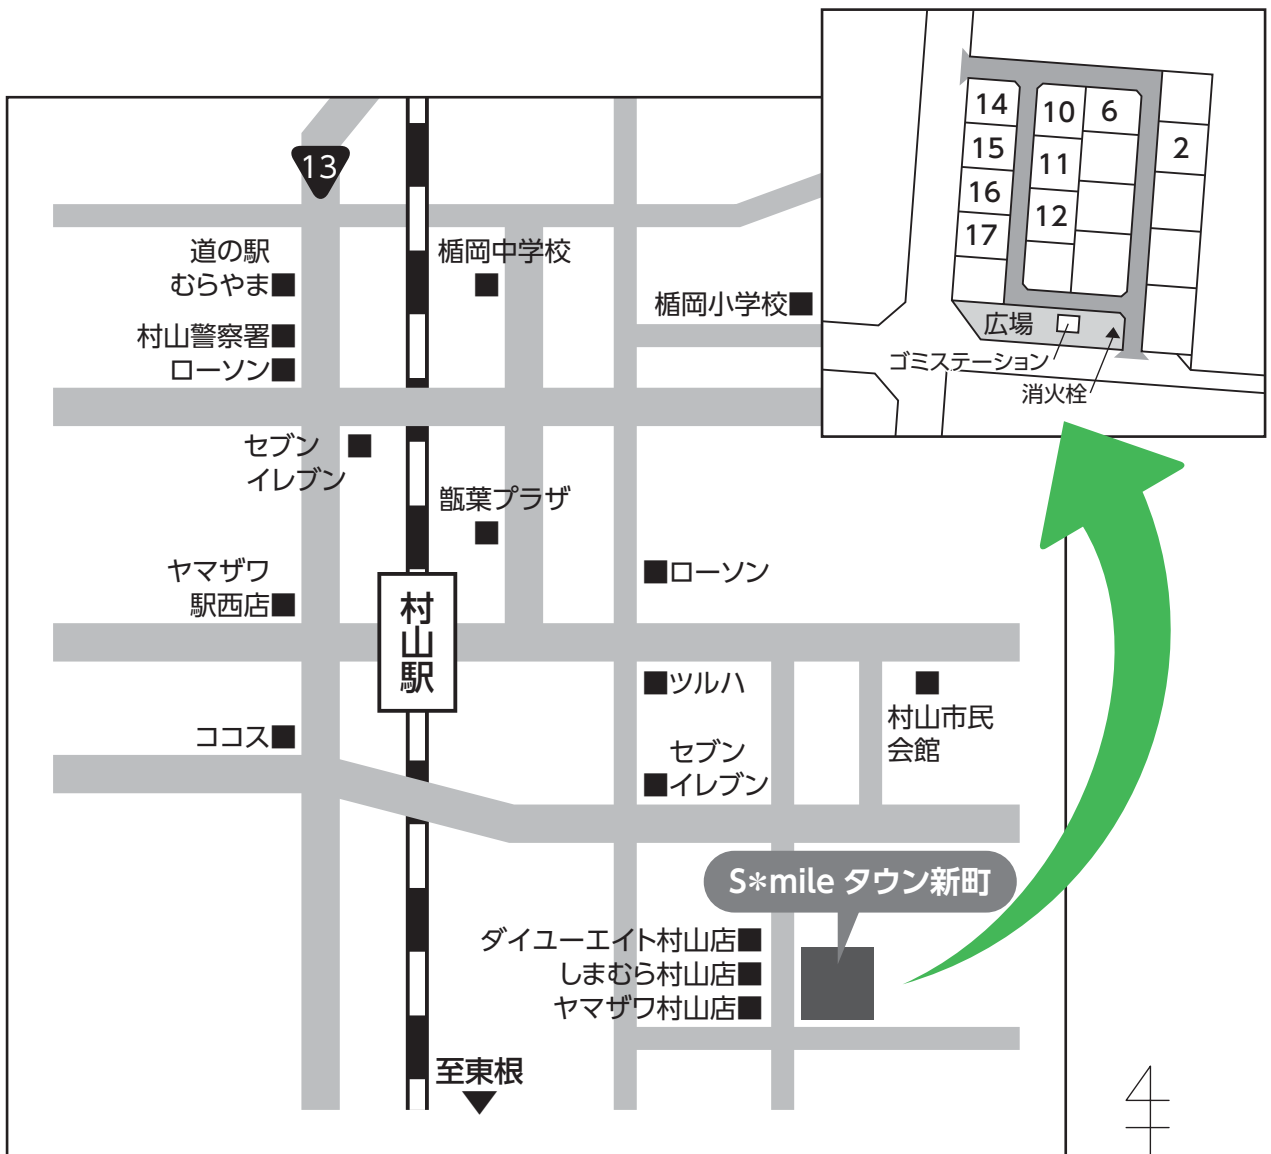 13
道の駅
むらやま■
村山警察署■
ローソン■
楯岡中学校
■
楯岡小学校■
14
15
16
17
10
11
12
6
2
広場
ゴミステーション
消火栓
セブン ■
イレブン
甑葉プラザ
■
ヤマザワ
駅西店■
■ローソン
村山駅
ココス■
■ツルハ
セブン
■イレブン
■
村山市民
会館
S*mile タウン新町
ダイユーエイト村山店■
しまむら村山店■
ヤマザワ村山店■
至東根
▼